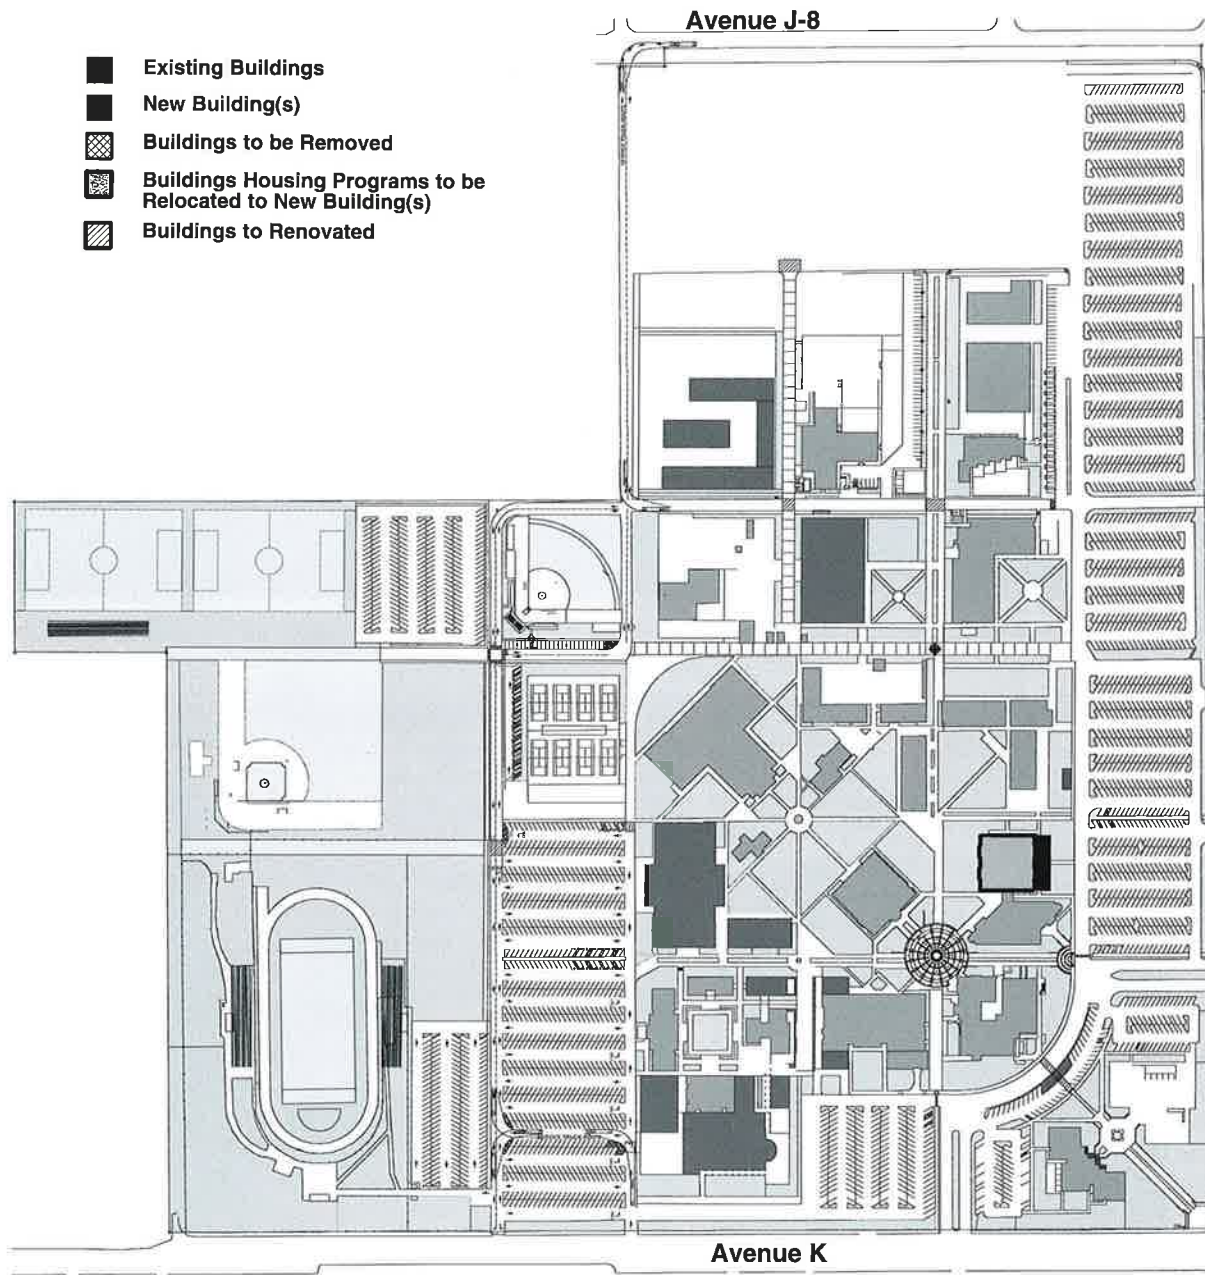 Avenue J-8
Existing Buildings
New Building(s)
Buildings to be Removed
Buildings Housing Programs to be
Relocated to New Building(s)
Buildings to Renovated
Avenue K